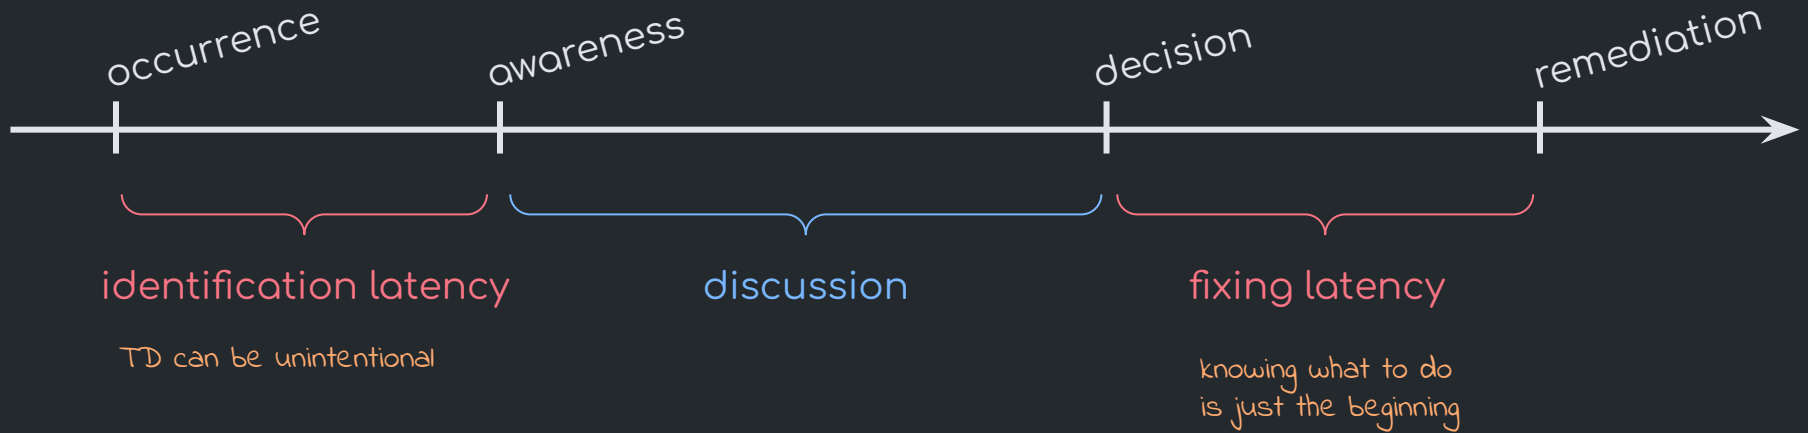 occurrence
awareness
decision
remediation
identification latency
discussion
fixing latency
TD can be unintentional
knowing what to do
is just the beginning